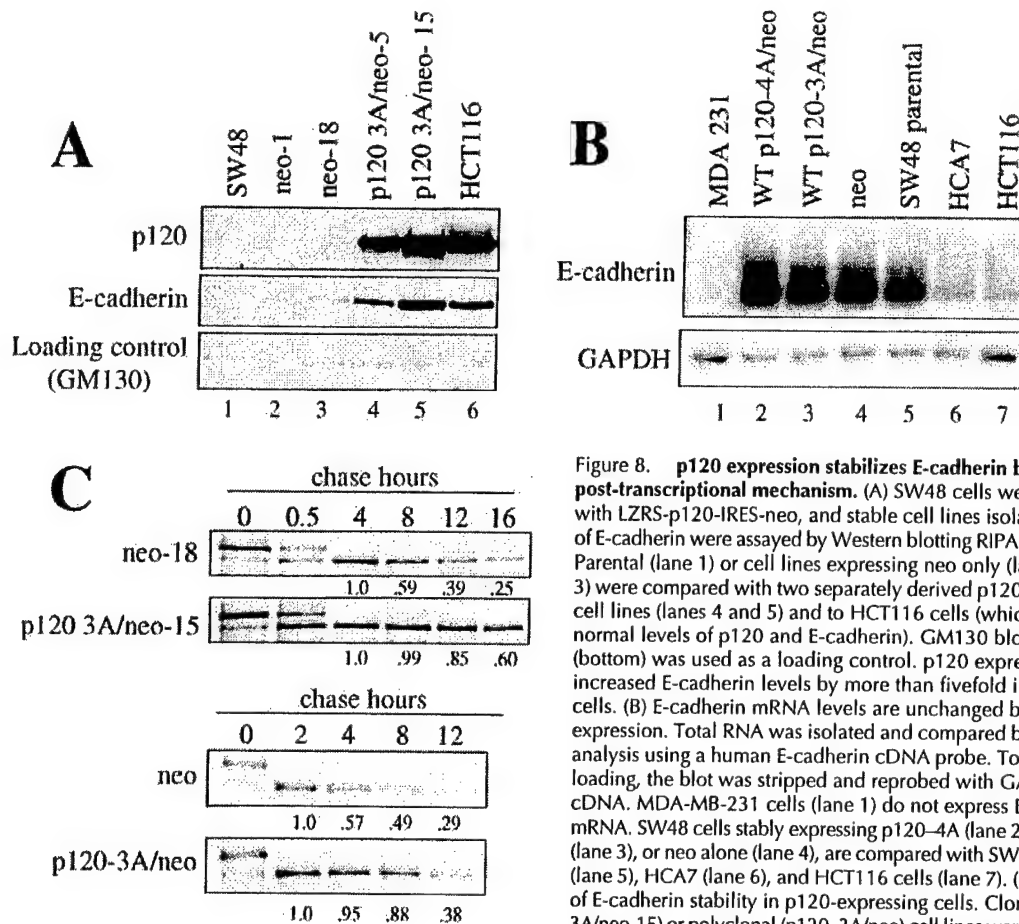 A
SW48
neo-1
neo-18
p120 3A/neo-5
p120 3A/neo-15
HCT116
p120
E-cadherin
Loading control
(GM130)
1 2 3 4 5 6
B
MDA 231
WT p120-4A/neo
WT p120-3A/neo
neo
SW48 parental
HCA7
HCT116
E-cadherin
GAPDH
1 2 3 4 5 6 7
C
chase hours
0 0.5 4 8 12 16
neo-18
1.0 .59 .39 .25
p120 3A/neo-15
1.0 .99 .85 .60
chase hours
0 2 4 8 12
neo
1.0 .57 .49 .29
p120-3A/neo
1.0 .95 .88 .38
Figure 8. p120 expression stabilizes E-cadherin b
post-transcriptional mechanism. (A) SW48 cells we
with LZRS-p120-IRES-neo, and stable cell lines isola
of E-cadherin were assayed by Western blotting RIPA
Parental (lane 1) or cell lines expressing neo only (la
3) were compared with two separately derived p120
cell lines (lanes 4 and 5) and to HCT116 cells (whic
normal levels of p120 and E-cadherin). GM130 blo
(bottom) was used as a loading control. p120 expre
increased E-cadherin levels by more than fivefold i
cells. (B) E-cadherin mRNA levels are unchanged b
expression. Total RNA was isolated and compared b
analysis using a human E-cadherin cDNA probe. To
loading, the blot was stripped and reprobed with GA
cDNA. MDA-MB-231 cells (lane 1) do not express E
mRNA. SW48 cells stably expressing p120–4A (lane 2
(lane 3), or neo alone (lane 4), are compared with SW
(lane 5), HCA7 (lane 6), and HCT116 cells (lane 7). (
of E-cadherin stability in p120-expressing cells. Clon